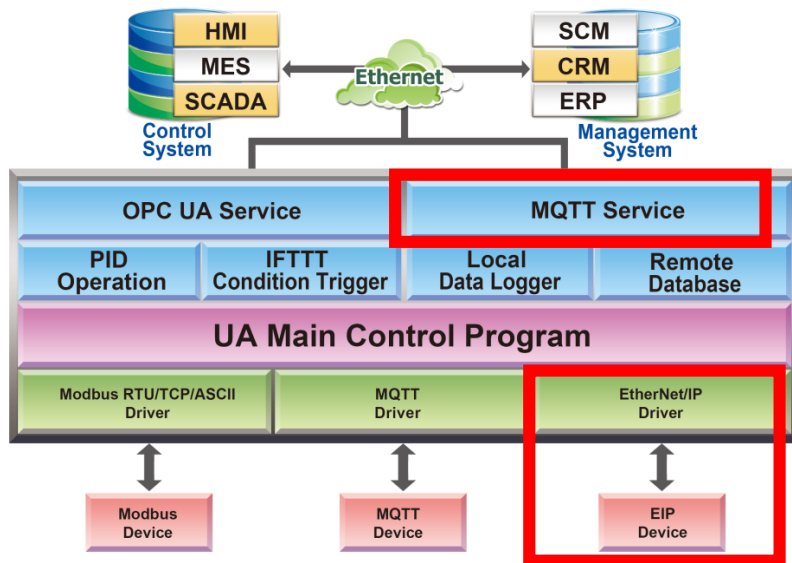 HMI
MES
SCADA
Control
System
Ethernet
SCM
CRM
ERP
Management
System
OPC UA Service
MQTT Service
PID
Operation
IFTTT
Condition Trigger
Local
Data Logger
Remote
Database
UA Main Control Program
Modbus RTU/TCP/ASCII
Driver
MQTT
Driver
EtherNet/IP
Driver
Modbus
Device
MQTT
Device
EIP
Device